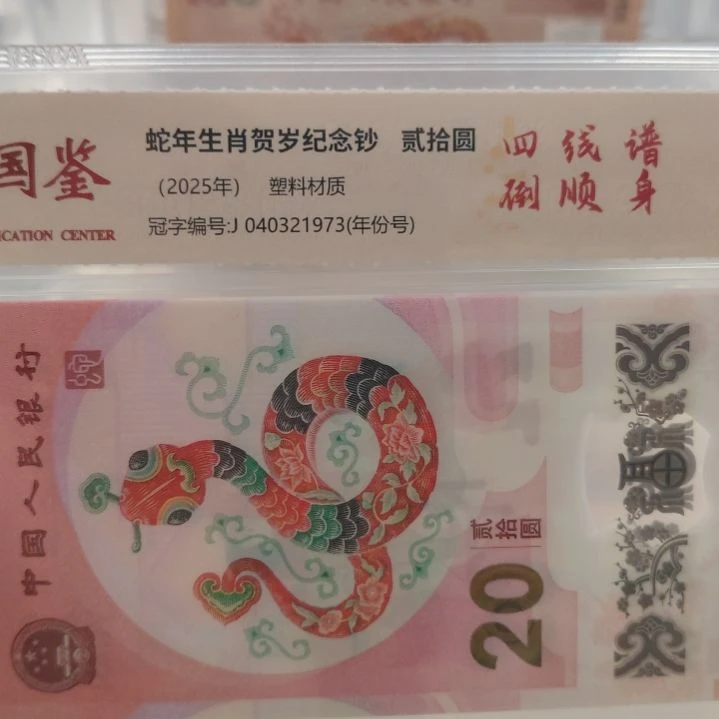 国鉴
ICATION CENTER
蛇年生肖贺岁纪念钞 贰拾圆
(2025年) 塑料材质
冠字编号:J 040321973(年份号)
四线谱
倒顺身
中国人民银行
贰拾圆
20
福